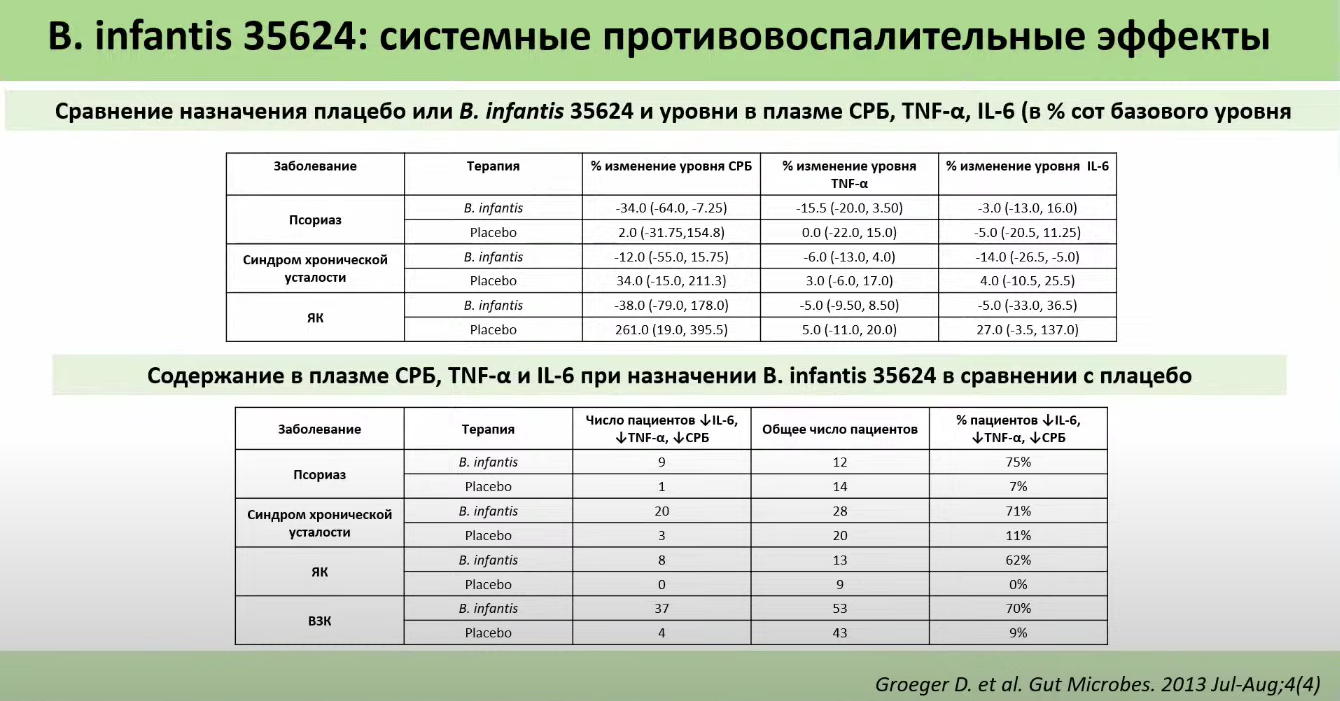 B. infantis 35624: системные противовоспалительные эффекты
Сравнение назначения плацебо или B. infantis 35624 и уровни в плазме СРБ, TNF-α, IL-6 (в % сот базового уровня
Заболевание Терапия % изменение уровня СРБ % изменение уровня TNF-α % изменение уровня IL-6
Псориаз B. infantis -34.0 (-64.0, -7.25) -15.5 (-20.0, 3.50) -3.0 (-13.0, 16.0)
Placebo 2.0 (-31.75,154.8) 0.0 (-22.0, 15.0) -5.0 (-20.5, 11.25)
Синдром хронической усталости B. infantis -12.0 (-55.0, 15.75) -6.0 (-13.0, 4.0) -14.0 (-26.5, -5.0)
Placebo 34.0 (-15.0, 211.3) 3.0 (-6.0, 17.0) 4.0 (-10.5, 25.5)
ЯК B. infantis -38.0 (-79.0, 178.0) -5.0 (-9.50, 8.50) -5.0 (-33.0, 36.5)
Placebo 261.0 (19.0, 395.5) 5.0 (-11.0, 20.0) 27.0 (-3.5, 137.0)
Содержание в плазме СРБ, TNF-α и IL-6 при назначении B. infantis 35624 в сравнении с плацебо
Заболевание Терапия Число пациентов ↓IL-6, ↓TNF-α, ↓СРБ Общее число пациентов % пациентов ↓IL-6, ↓TNF-α, ↓СРБ
Псориаз B. infantis 9 12 75%
Placebo 1 14 7%
Синдром хронической усталости B. infantis 20 28 71%
Placebo 3 20 11%
ЯК B. infantis 8 13 62%
Placebo 0 9 0%
ВЗК B. infantis 37 53 70%
Placebo 4 43 9%
Groeger D. et al. Gut Microbes. 2013 Jul-Aug;4(4)